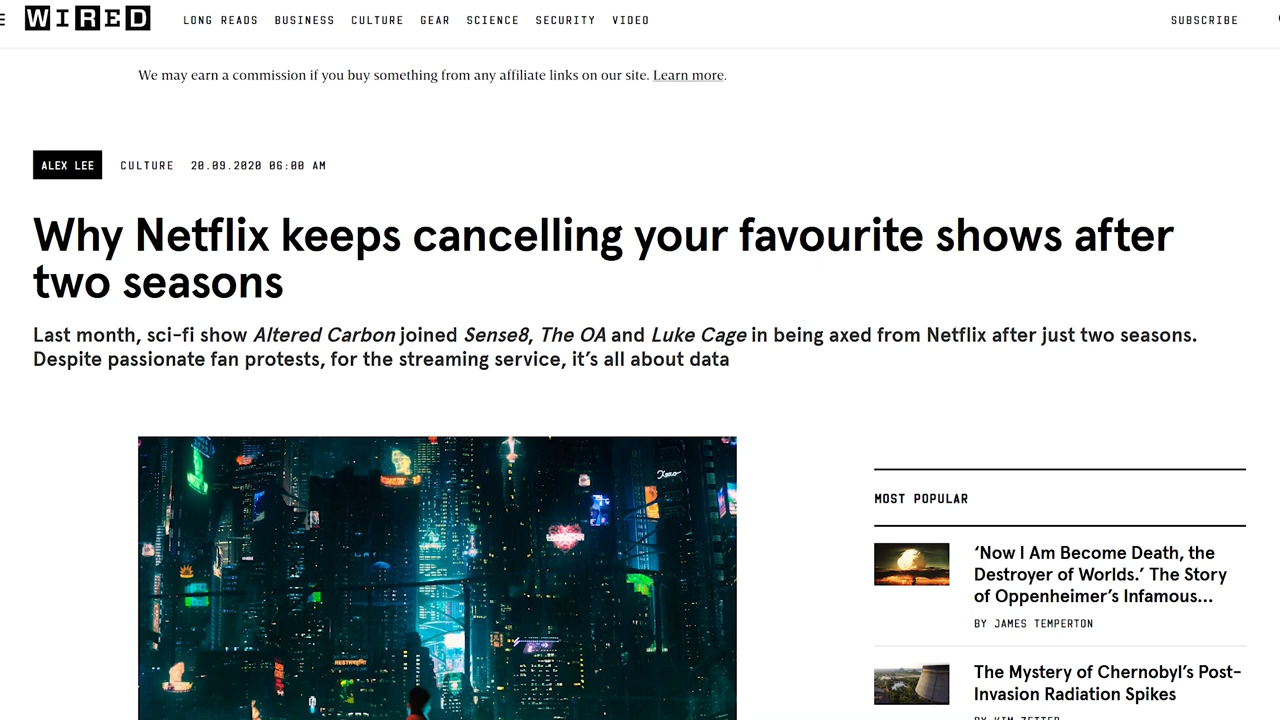 WIRED
LONG READS BUSINESS CULTURE GEAR SCIENCE SECURITY VIDEO
SUBSCRIBE
We may earn a commission if you buy something from any affiliate links on our site. Learn more.
ALEX LEE CULTURE 20.09.2020 06:00 AM
Why Netflix keeps cancelling your favourite shows after
two seasons
Last month, sci-fi show Altered Carbon joined Sense8, The OA and Luke Cage in being axed from Netflix after just two seasons.
Despite passionate fan protests, for the streaming service, it's all about data
RESTAURANT
MOST POPULAR
‘Now I Am Become Death, the
Destroyer of Worlds.’ The Story
of Oppenheimer’s Infamous...
BY JAMES TEMPERTON
The Mystery of Chernobyl’s Post-
Invasion Radiation Spikes
BY KIM ZETTER